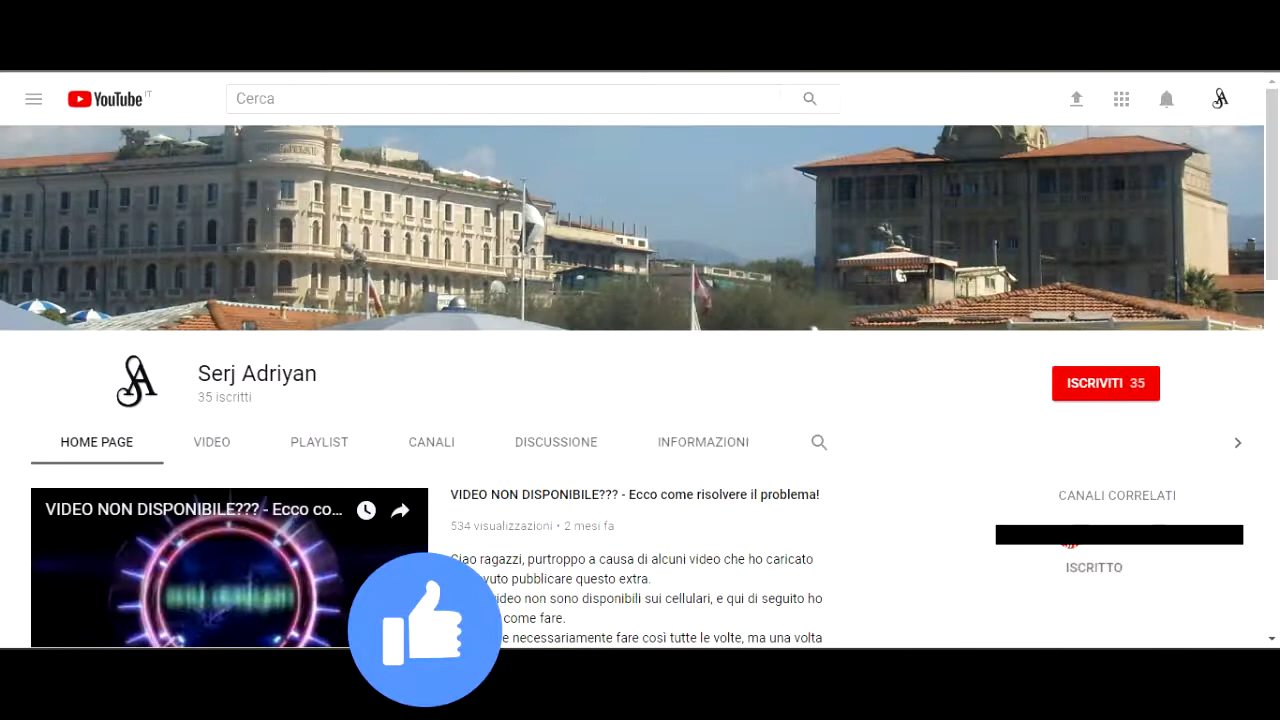 YouTube IT
Cerca
Serj Adriyan
35 iscritti
ISCRIVITI 35
HOME PAGE
VIDEO
PLAYLIST
CANALI
DISCUSSIONE
INFORMAZIONI
VIDEO NON DISPONIBILE??? - Ecco co...
VIDEO NON DISPONIBILE??? - Ecco come risolvere il problema!
534 visualizzazioni • 2 mesi fa
Ciao ragazzi, purtroppo a causa di alcuni video che ho caricato
vuto pubblicare questo extra.
ideo non sono disponibili sui cellulari, e qui di seguito ho
come fare.
e necessariamente fare così tutte le volte, ma una volta
CANALI CORRELATI
ISCRITTO